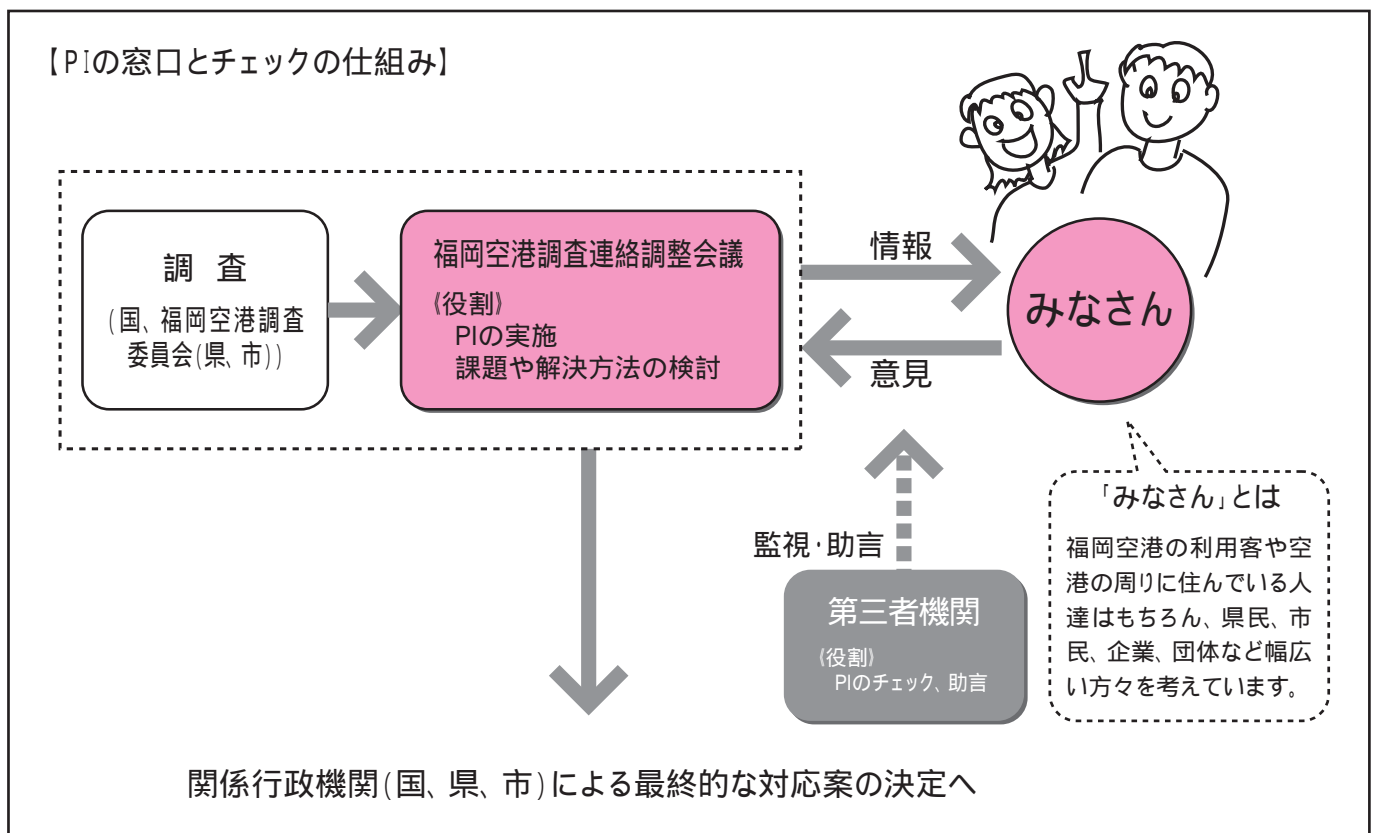 【PIの窓口とチェックの仕組み】
調 査
(国、福岡空港調査
委員会(県、市))
福岡空港調査連絡調整会議
《役割》
PIの実施
課題や解決方法の検討
情報
意見
みなさん
監視・助言
第三者機関
《役割》
PIのチェック、助言
「みなさん」とは
福岡空港の利用客や空
港の周りに住んでいる人
達はもちろん、県民、市
民、企業、団体など幅広
い方々を考えています。
関係行政機関(国、県、市)による最終的な対応案の決定へ